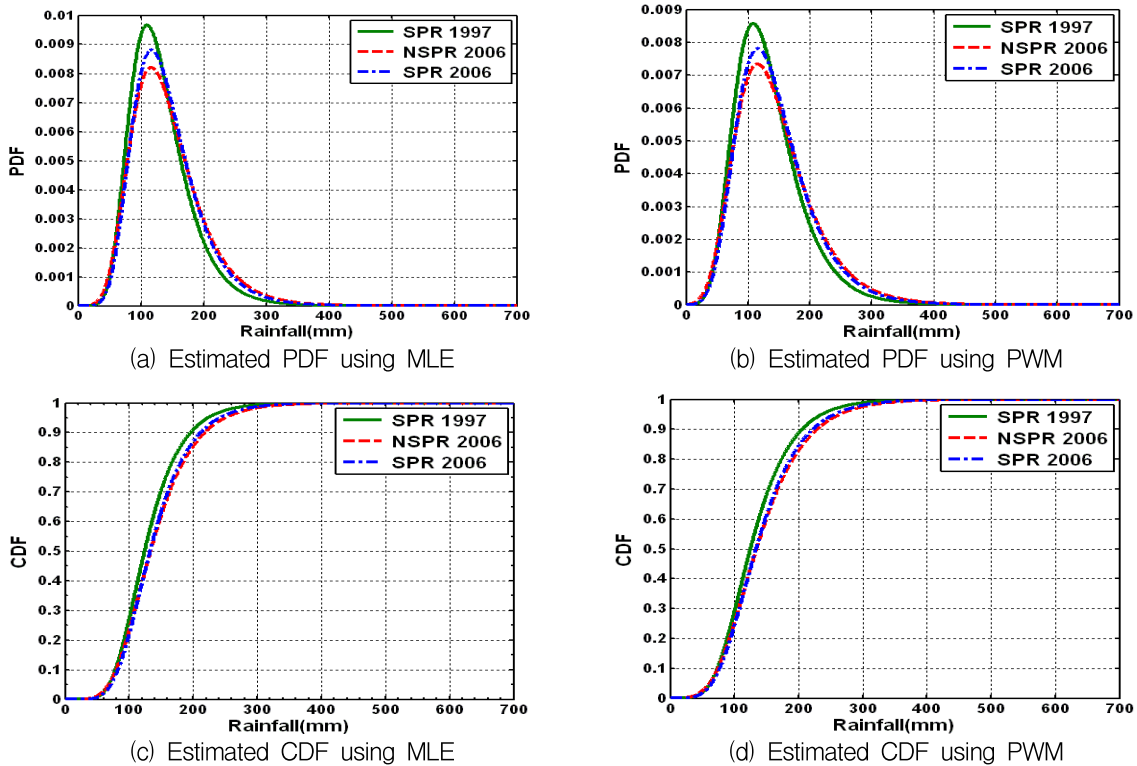 0.01
0.009
0.008
0.007
0.006
0.005
0.004
0.003
0.002
0.001
0
PDF
SPR 1997
NSPR 2006
SPR 2006
0 100 200 300 400 500 600 700
Rainfall(mm)
(a) Estimated PDF using MLE
0.009
0.008
0.007
0.006
0.005
0.004
0.003
0.002
0.001
0
PDF
SPR 1997
NSPR 2006
SPR 2006
0 100 200 300 400 500 600 700
Rainfall(mm)
(b) Estimated PDF using PWM
1
0.9
0.8
0.7
0.6
0.5
0.4
0.3
0.2
0.1
0
CDF
SPR 1997
NSPR 2006
SPR 2006
0 100 200 300 400 500 600 700
Rainfall(mm)
(c) Estimated CDF using MLE
1
0.9
0.8
0.7
0.6
0.5
0.4
0.3
0.2
0.1
0
CDF
SPR 1997
NSPR 2006
SPR 2006
0 100 200 300 400 500 600 700
Rainfall(mm)
(d) Estimated CDF using PWM